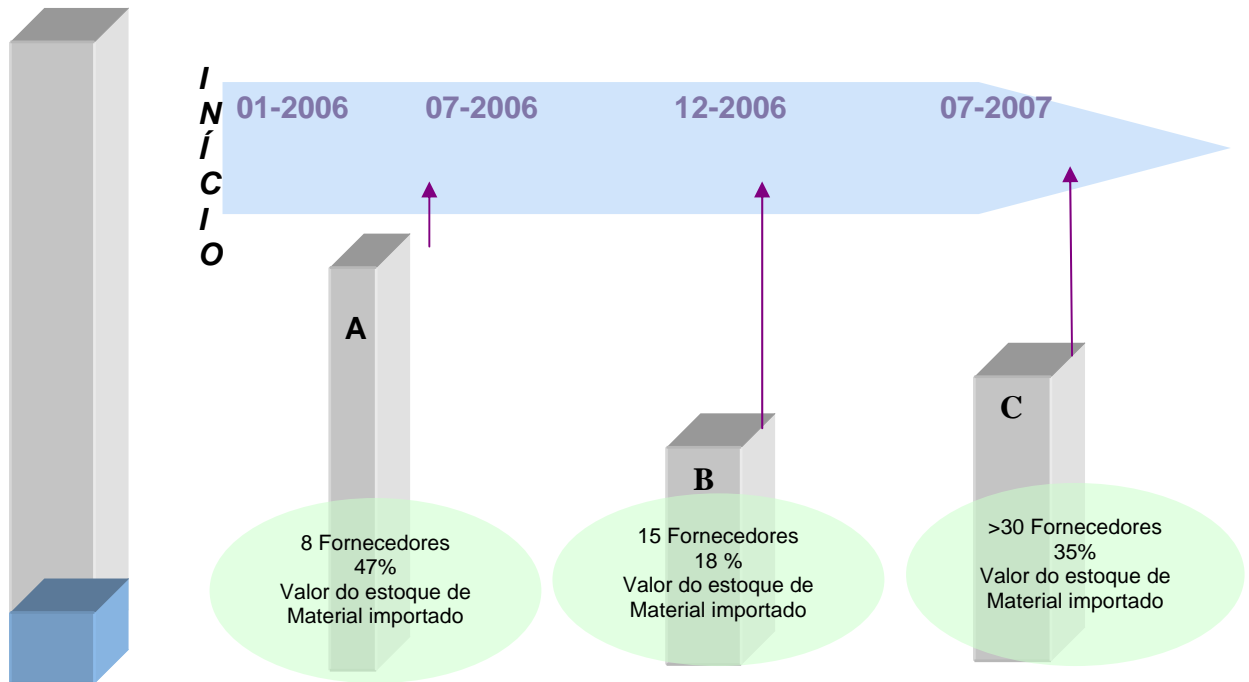 INÍCIO
01-2006
07-2006
12-2006
07-2007
A
B
C
8 Fornecedores
47%
Valor do estoque de
Material importado
15 Fornecedores
18 %
Valor do estoque de
Material importado
>30 Fornecedores
35%
Valor do estoque de
Material importado